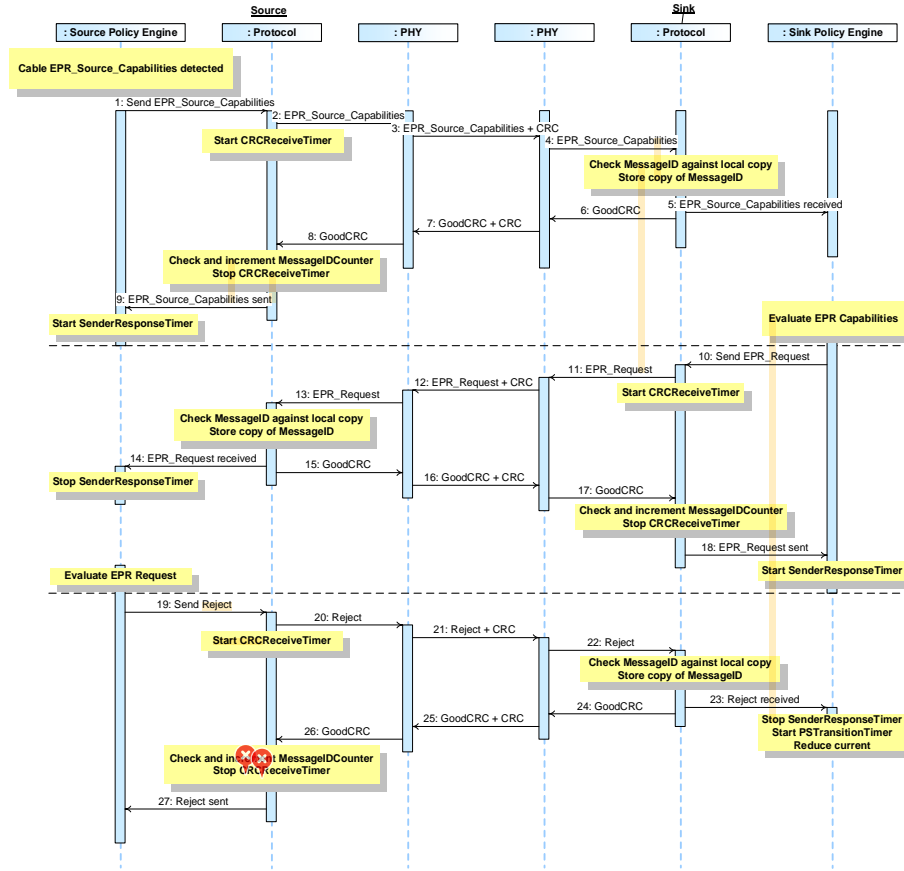 Source
Sink
: Source Policy Engine
: Protocol
: PHY
: PHY
: Protocol
: Sink Policy Engine
Cable EPR_Source_Capabilities detected
1: Send EPR_Source_Capabilities
2: EPR_Source_Capabilities
3: EPR_Source_Capabilities + CRC
Start CRCReceiveTimer
4: EPR_Source_Capabilities
Check MessageID against local copy
Store copy of MessageID
5: EPR_Source_Capabilities received
6: GoodCRC
7: GoodCRC + CRC
8: GoodCRC
Check and increment MessageIDCounter
Stop CRCReceiveTimer
9: EPR_Source_Capabilities sent
Start SenderResponseTimer
Evaluate EPR Capabilities
10: Send EPR_Request
11: EPR_Request
12: EPR_Request + CRC
Start CRCReceiveTimer
13: EPR_Request
Check MessageID against local copy
Store copy of MessageID
14: EPR_Request received
15: GoodCRC
Stop SenderResponseTimer
16: GoodCRC + CRC
17: GoodCRC
Check and increment MessageIDCounter
Stop CRCReceiveTimer
18: EPR_Request sent
Start SenderResponseTimer
Evaluate EPR Request
19: Send Reject
20: Reject
21: Reject + CRC
Start CRCReceiveTimer
22: Reject
Check MessageID against local copy
Store copy of MessageID
23: Reject received
24: GoodCRC
25: GoodCRC + CRC
26: GoodCRC
Stop SenderResponseTimer
Start PSTransitionTimer
Reduce current
Check and increment MessageIDCounter
Stop CRCReceiveTimer
27: Reject sent